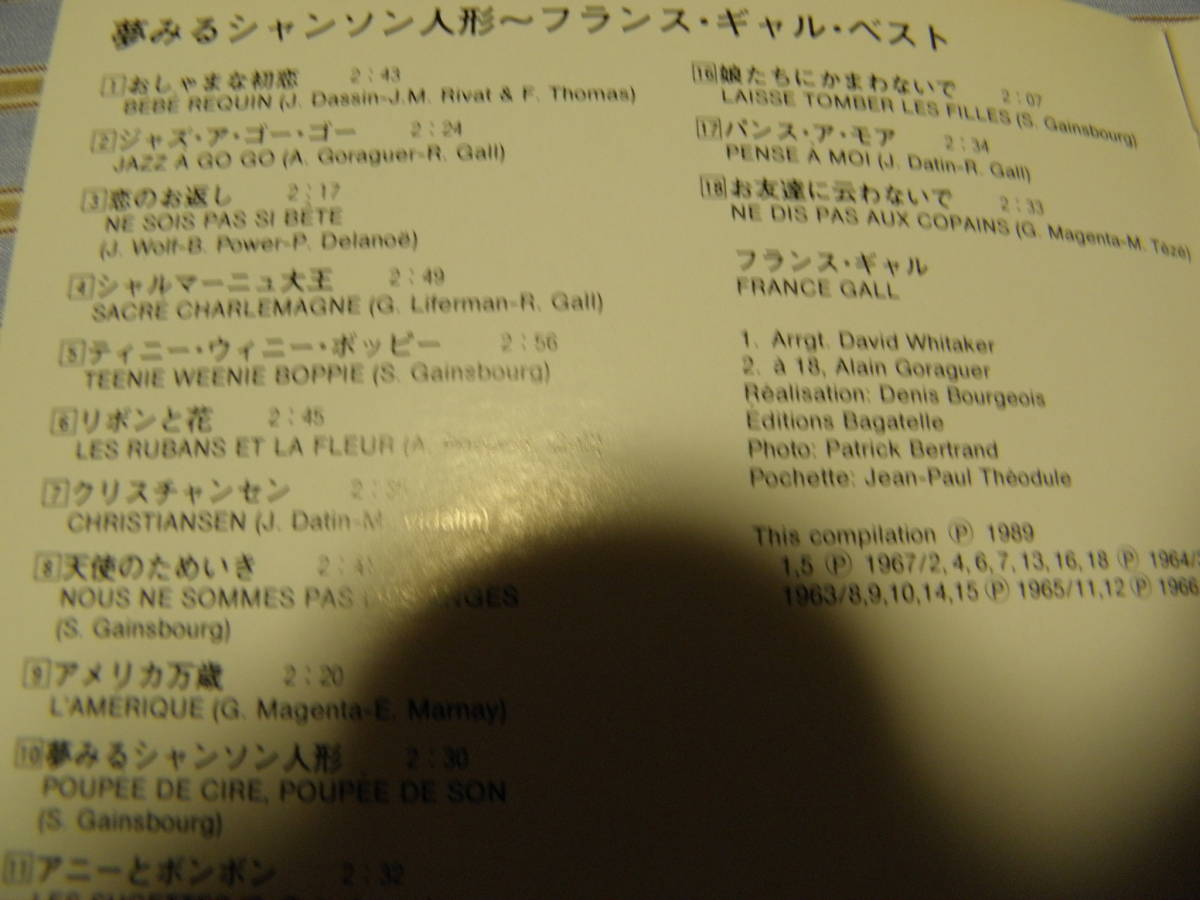 夢みるシャンソン人形～フランス・ギャル・ベスト
1 おしゃまな初恋 2:43
BÉBÉ REQUIN (J. Dassin-J.M. Rivat & F. Thomas)
2 ジャズ・ア・ゴー・ゴー 2:24
JAZZ A GO GO (A. Goraguer-R. Gall)
3 恋のお返し 2:17
NE SOIS PAS SI BÊTE
(J. Wolf-B. Power-P. Delanoë)
4 シャルマーニュ大王 2:49
SACRÉ CHARLEMAGNE (G. Liferman-R. Gall)
5 ティニー・ウィニー・ボッピー 2:56
TEENIE WEENIE BOPPIE (S. Gainsbourg)
6 リボンと花 2:45
LES RUBANS ET LA FLEUR (A.
7 クリスチャンセン
CHRISTIANSEN (J. Datin-M. Vidalin)
8 天使のためいき
NOUS NE SOMMES PAS ANGES
(S. Gainsbourg)
9 アメリカ万歳 2:20
L'AMÉRIQUE (G. Magenta-E. Marnay)
10 夢みるシャンソン人形 2:30
POUPÉE DE CIRE, POUPÉE DE SON
(S. Gainsbourg)
11 アニーとボンボン 2:32
16 娘たちにかまわないで 2:07
LAISSE TOMBER LES FILLES (S. Gainsbourg)
17 パンス・ア・モア 2:34
PENSE À MOI (J. Datin-R. Gall)
18 お友達に云わないで 2:33
NE DIS PAS AUX COPAINS (G. Magenta-M. Tézé)
フランス・ギャル
FRANCE GALL
1. Arrgt. David Whitaker
2. à 18, Alain Goraguer
Réalisation: Denis Bourgeois
Éditions Bagatelle
Photo: Patrick Bertrand
Pochette: Jean-Paul Théodule
This compilation Ⓟ 1989
1,5 Ⓟ 1967/2,4,6,7,13,16,18 Ⓟ 1964/3
1963/8,9,10,14,15 Ⓟ 1965/11,12 Ⓟ 1966